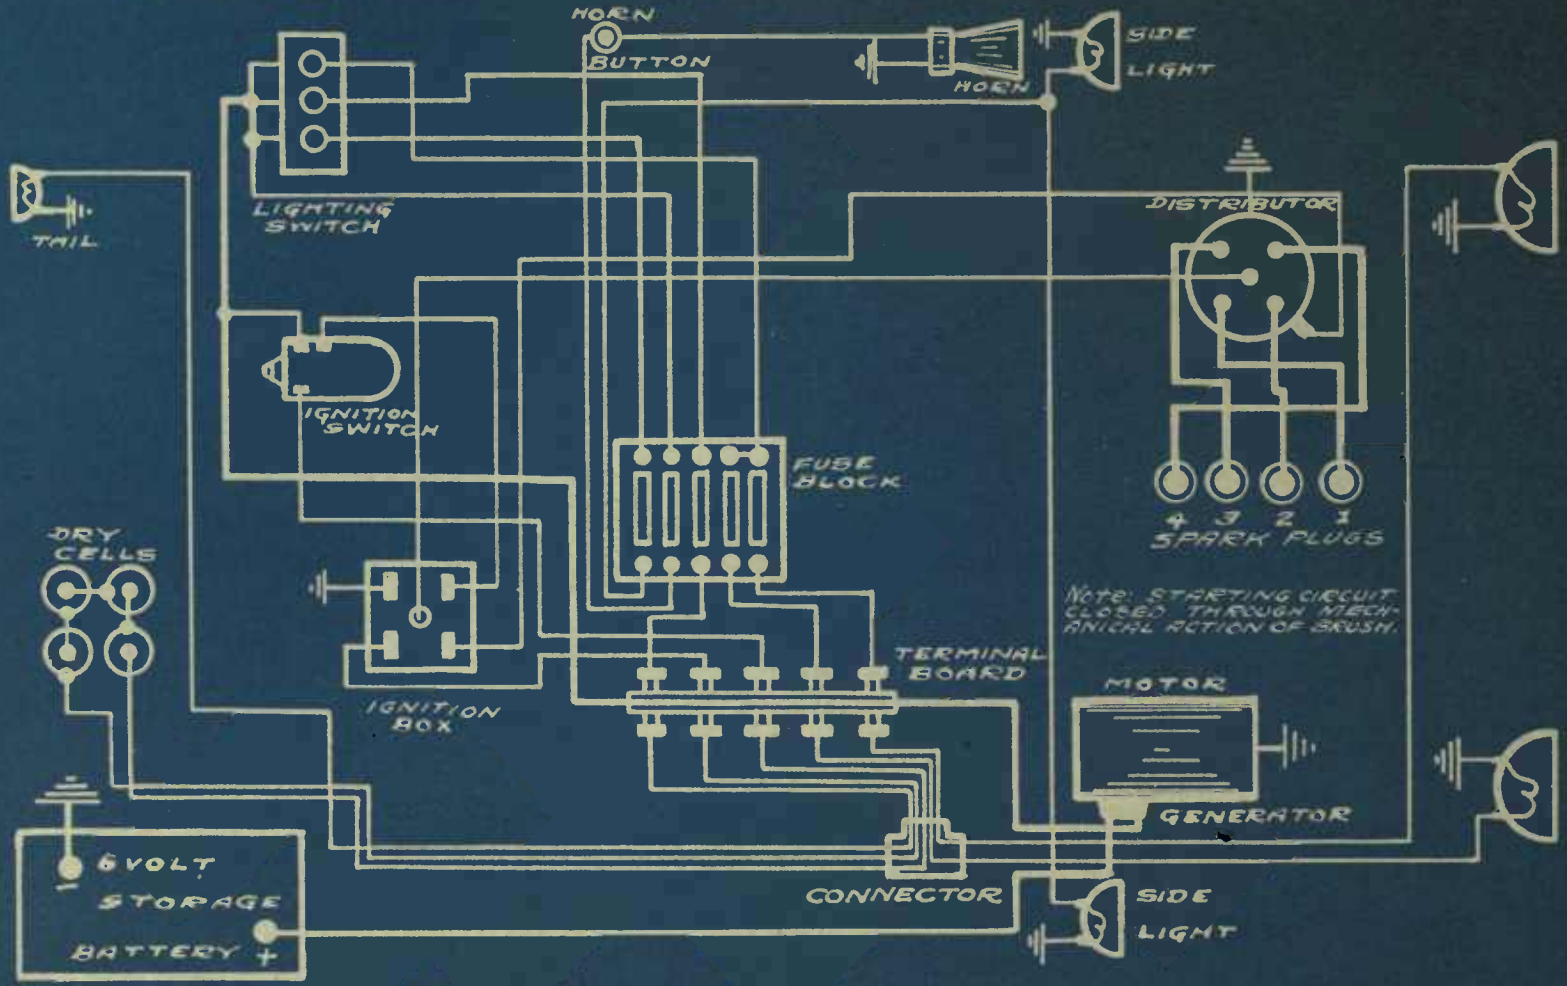 HORN
BUTTON
HORN
SIDE
LIGHT
LIGHTING
SWITCH
TAIL
DISTRIBUTOR
IGNITION
SWITCH
FUSE
BLOCK
4 3 2 1
SPARK PLUGS
DRY
CELLS
NOTE. STARTING CIRCUIT
CLOSED THROUGH MECH-
ANICAL ACTION OF BRUSH.
TERMINAL
BOARD
MOTOR
IGNITION
BOX
GENERATOR
6 VOLT
-
STORAGE
BATTERY +
CONNECTOR
SIDE
LIGHT